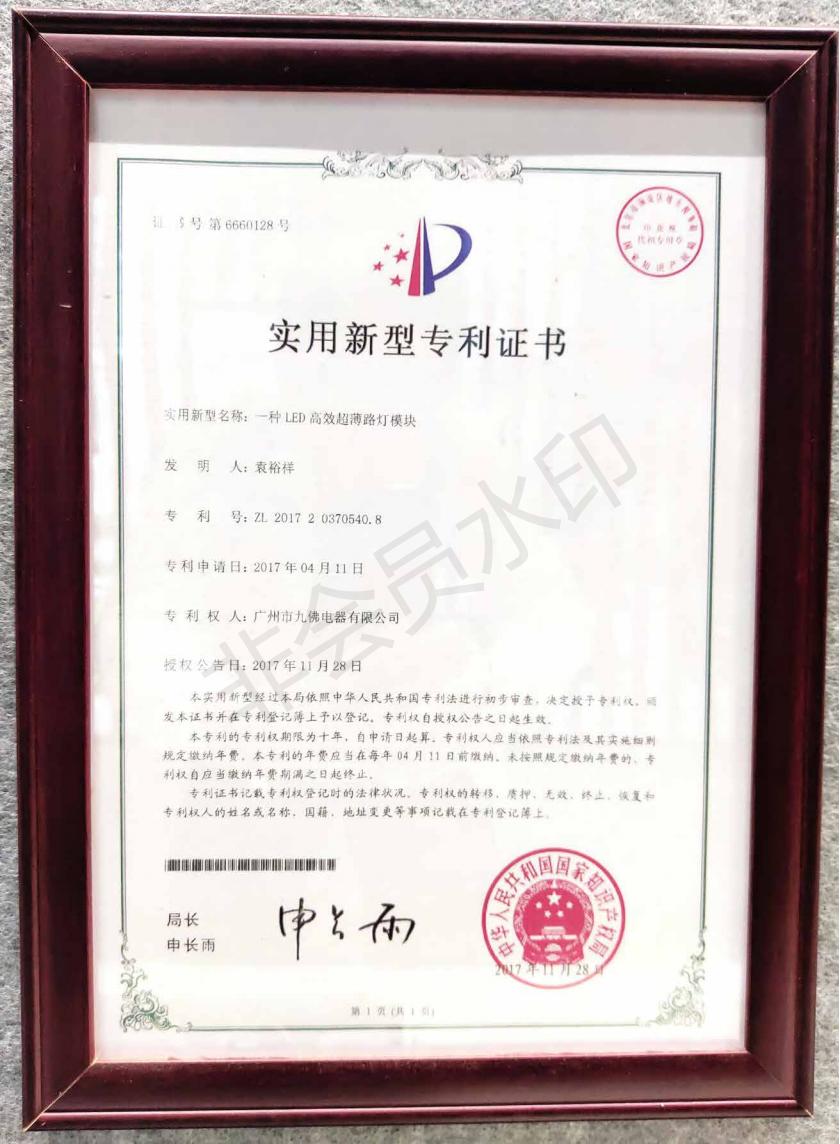 证书号第6660128号
实用新型专利证书
实用新型名称：一种LED高效超薄路灯模块
发明人：袁裕祥
专利号：ZL 2017 2 0370540.8
专利申请日：2017年04月11日
专利权人：广州市九佛电器有限公司
授权公告日：2017年11月28日
本实用新型经过本局依照中华人民共和国专利法进行初步审查，决定授予专利权，颁
发本证书并在专利登记簿上予以登记。专利权自授权公告之日起生效。
本专利的专利权期限为十年，自申请日起算。专利权人应当依照专利法及其实施细则
规定缴纳年费。本专利的年费应当在每年04月11日前缴纳。未按照规定缴纳年费的，专
利权自应当缴纳年费期满之日起终止。
专利证书记载专利权登记时的法律状况。专利权的转移、质押、无效、终止、恢复和
专利权人的姓名或名称、国籍、地址变更等事项记载在专利登记簿上。
局长
申长雨
申长雨
中华人民共和国国家知识产权局
2017年11月28日
第1页(共1页)
非会员水印